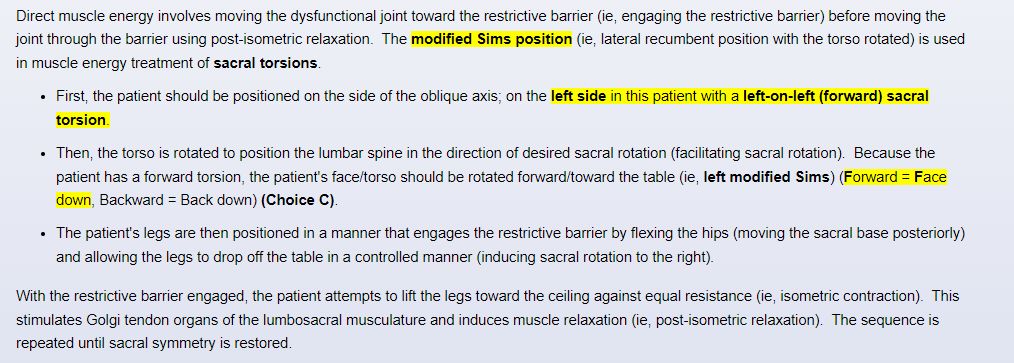 Direct muscle energy involves moving the dysfunctional joint toward the restrictive barrier (ie, engaging the restrictive barrier) before moving the
joint through the barrier using post-isometric relaxation. The modified Sims position (ie, lateral recumbent position with the torso rotated) is used
in muscle energy treatment of sacral torsions.
• First, the patient should be positioned on the side of the oblique axis; on the left side in this patient with a left-on-left (forward) sacral
torsion.
• Then, the torso is rotated to position the lumbar spine in the direction of desired sacral rotation (facilitating sacral rotation). Because the
patient has a forward torsion, the patient's face/torso should be rotated forward/toward the table (ie, left modified Sims) (Forward = Face
down, Backward = Back down) (Choice C).
• The patient's legs are then positioned in a manner that engages the restrictive barrier by flexing the hips (moving the sacral base posteriorly)
and allowing the legs to drop off the table in a controlled manner (inducing sacral rotation to the right).
With the restrictive barrier engaged, the patient attempts to lift the legs toward the ceiling against equal resistance (ie, isometric contraction). This
stimulates Golgi tendon organs of the lumbosacral musculature and induces muscle relaxation (ie, post-isometric relaxation). The sequence is
repeated until sacral symmetry is restored.